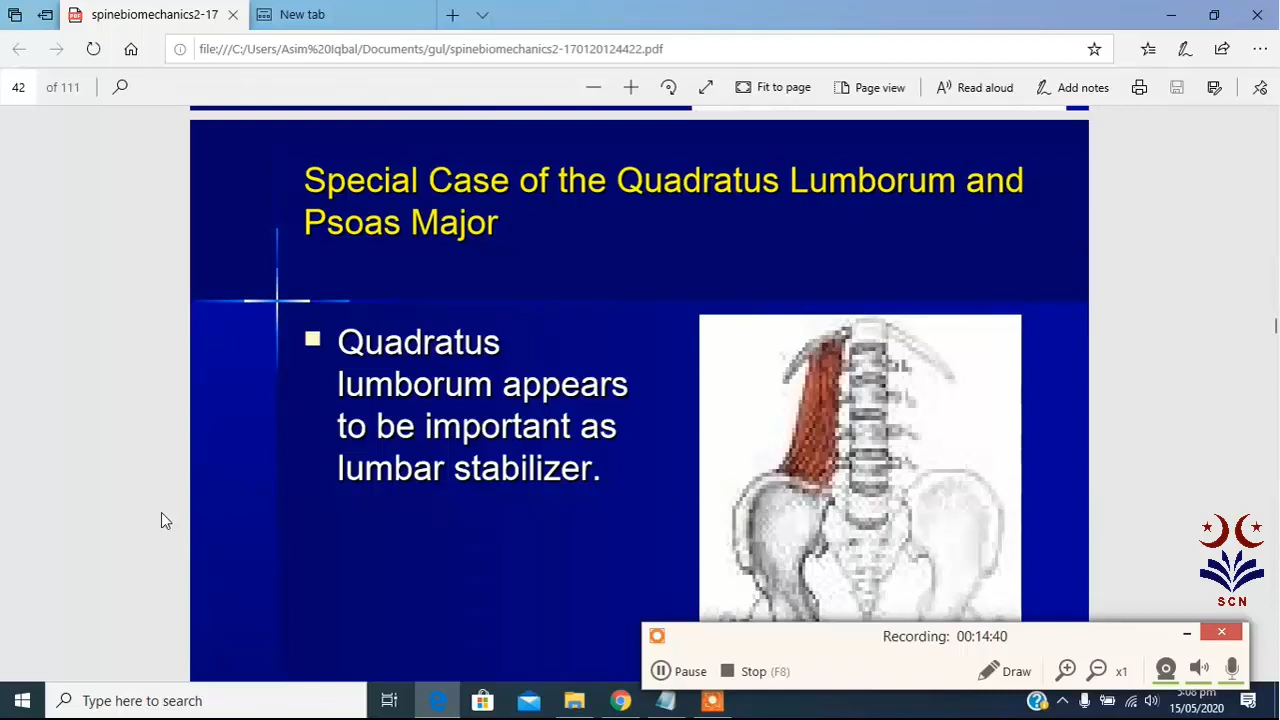 spinebiomechanics2-17
New tab
file:///C:/Users/Asim%20Iqbal/Documents/gul/spinebiomechanics2-170120124422.pdf
42 of 111
Fit to page
Page view
Read aloud
Add notes
Special Case of the Quadratus Lumborum and
Psoas Major
Quadratus
lumborum appears
to be important as
lumbar stabilizer.
SCN
Recording: 00:14:40
Pause
Stop (F8)
Draw
x1
Type here to search
5:06 pm
15/05/2020